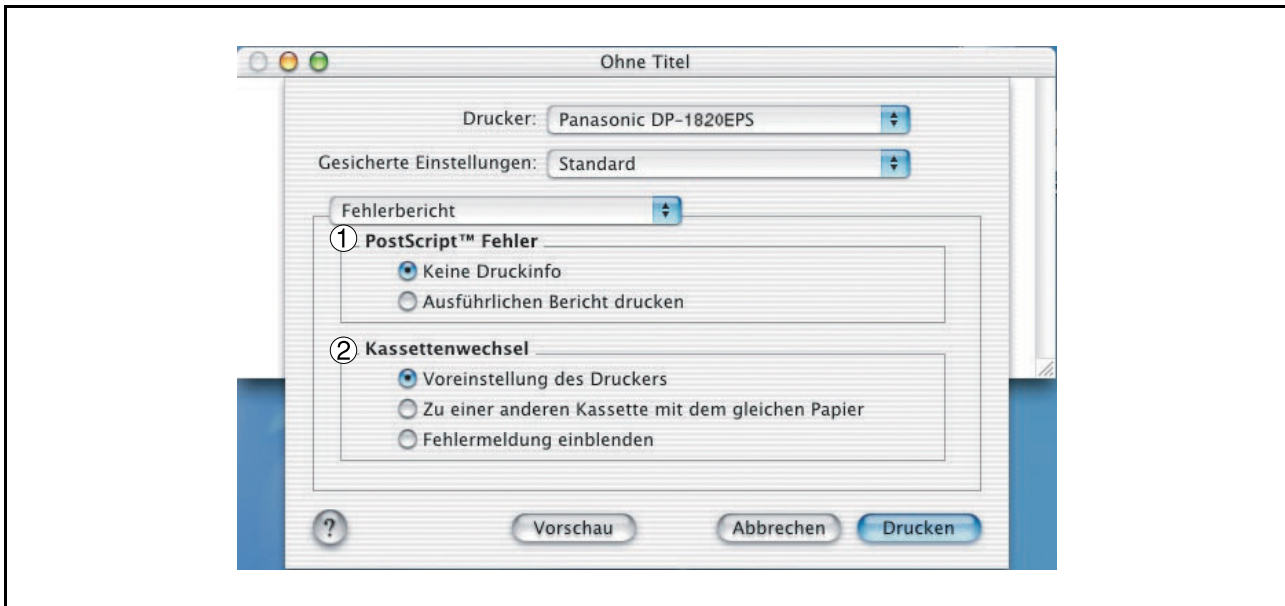 Ohne Titel
Drucker: Panasonic DP-1820EPS
Gesicherte Einstellungen: Standard
Fehlerbericht
① PostScript™ Fehler
Keine Druckinfo
Ausführlichen Bericht drucken
② Kassettenwechsel
Voreinstellung des Druckers
Zu einer anderen Kassette mit dem gleichen Papier
Fehlermeldung einblenden
? Vorschau Abbrechen Drucken